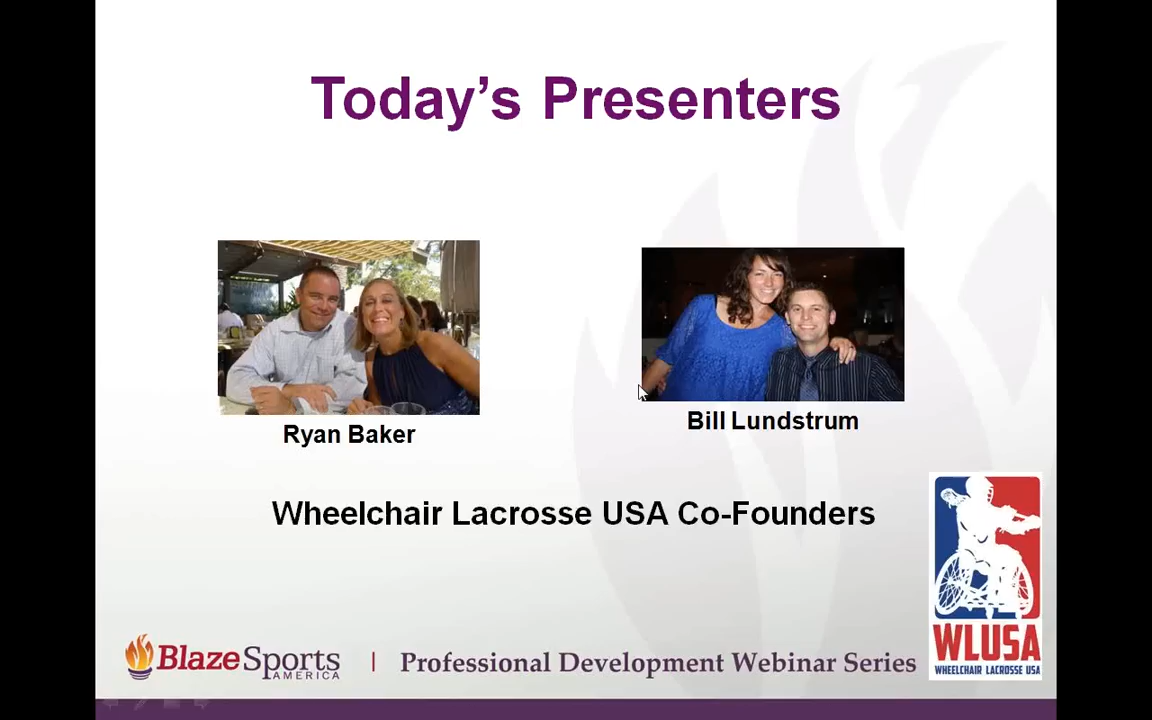 Today's Presenters
Ryan Baker
Bill Lundstrum
Wheelchair Lacrosse USA Co-Founders
BlazeSports
AMERICA
| Professional Development Webinar Series
WLUSA
WHEELCHAIR LACROSSE USA